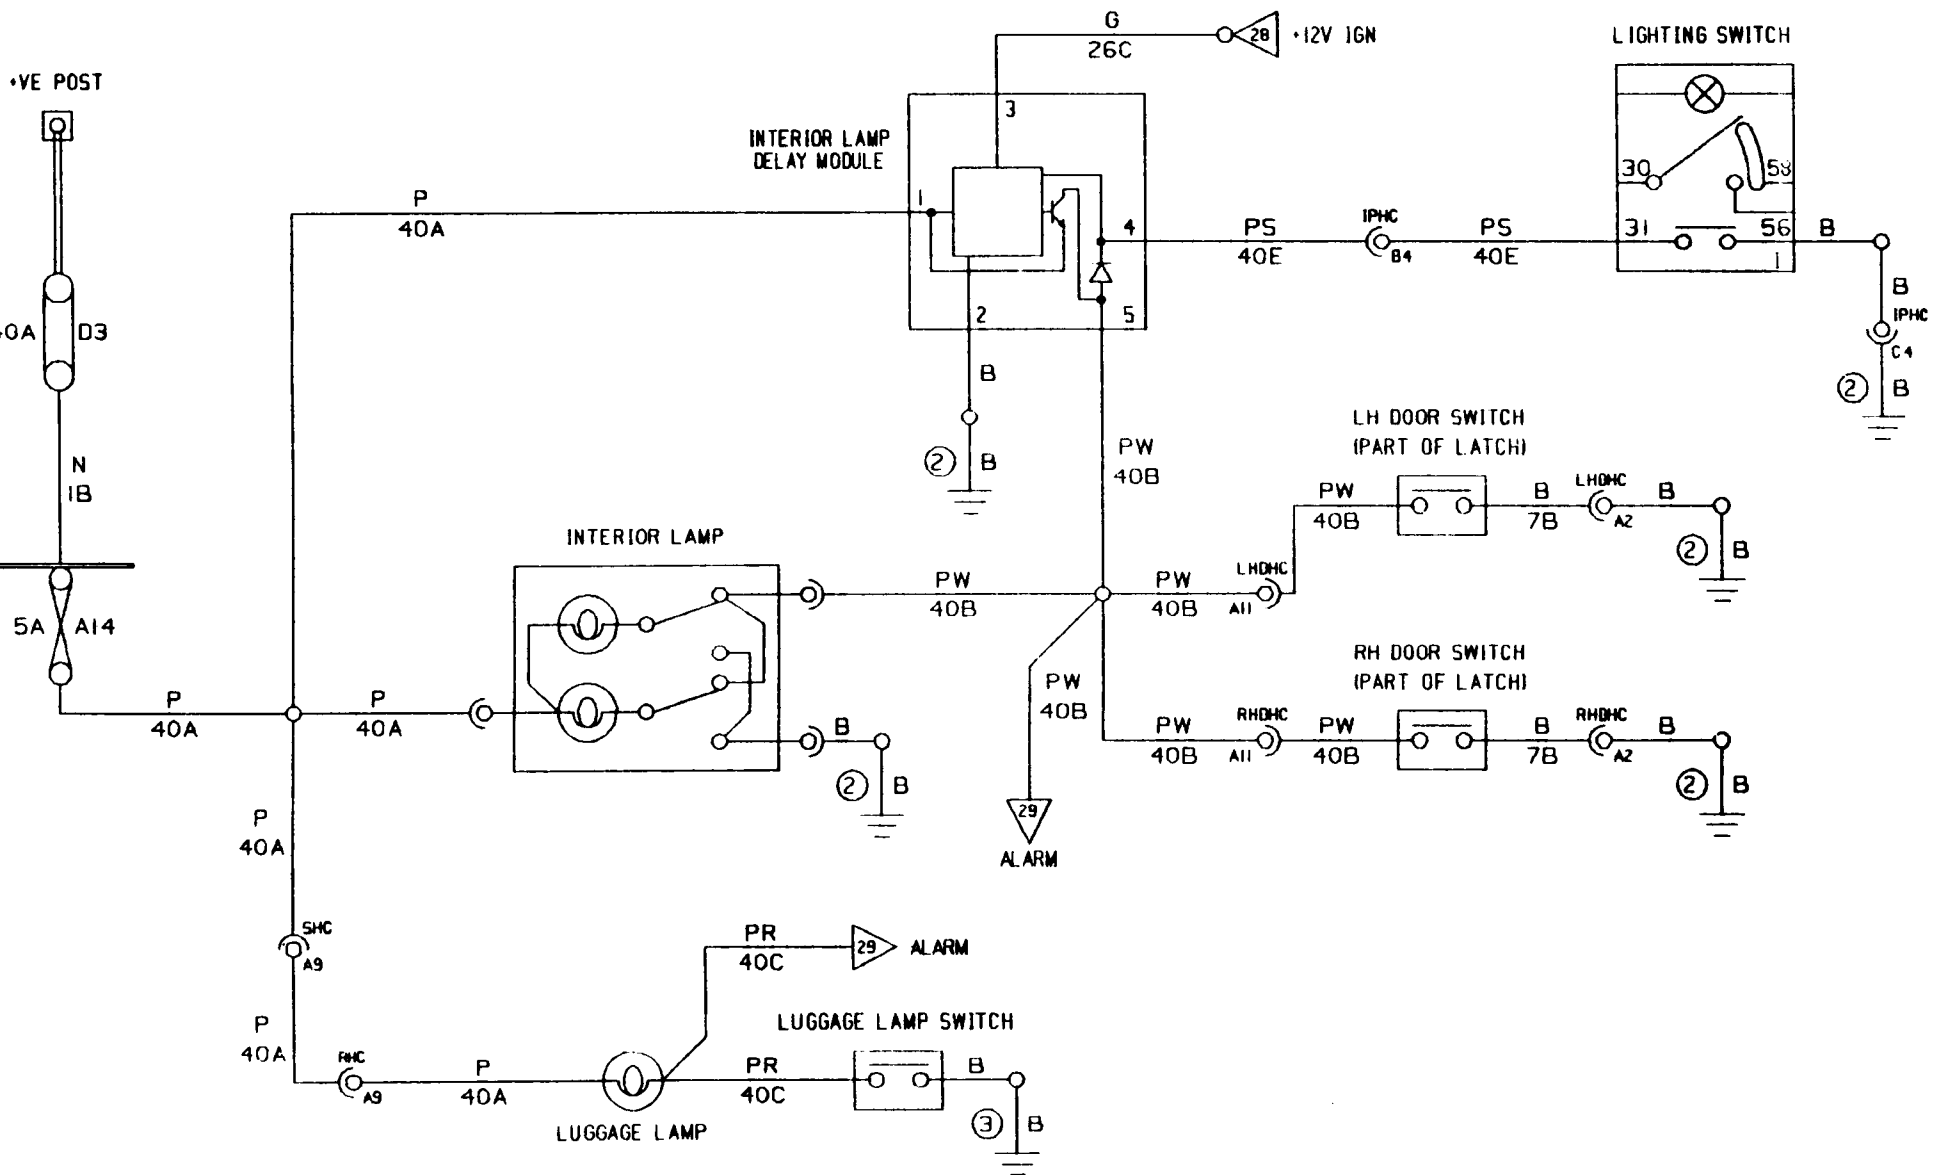 G
26C
28
+12V IGN
LIGHTING SWITCH
+VE POST
INTERIOR LAMP
DELAY MODULE
3
1
4
2
5
30
58
31
56
1
P
40A
PS
40E
IPHC
B4
PS
40E
B
B
IPHC
C4
2
B
D3
B
2
B
PW
40B
LH DOOR SWITCH
(PART OF LATCH)
N
1B
PW
40B
B
7B
LHDHC
A2
B
2
B
INTERIOR LAMP
PW
40B
PW
40B
LHDHC
A11
5A
A14
RH DOOR SWITCH
(PART OF LATCH)
P
40A
P
40A
PW
40B
PW
40B
RHDHC
A11
PW
40B
B
7B
RHDHC
A2
B
2
B
B
2
B
29
ALARM
P
40A
SHC
A9
PR
40C
29
ALARM
P
40A
RHC
A9
P
40A
LUGGAGE LAMP
LUGGAGE LAMP SWITCH
PR
40C
B
3
B